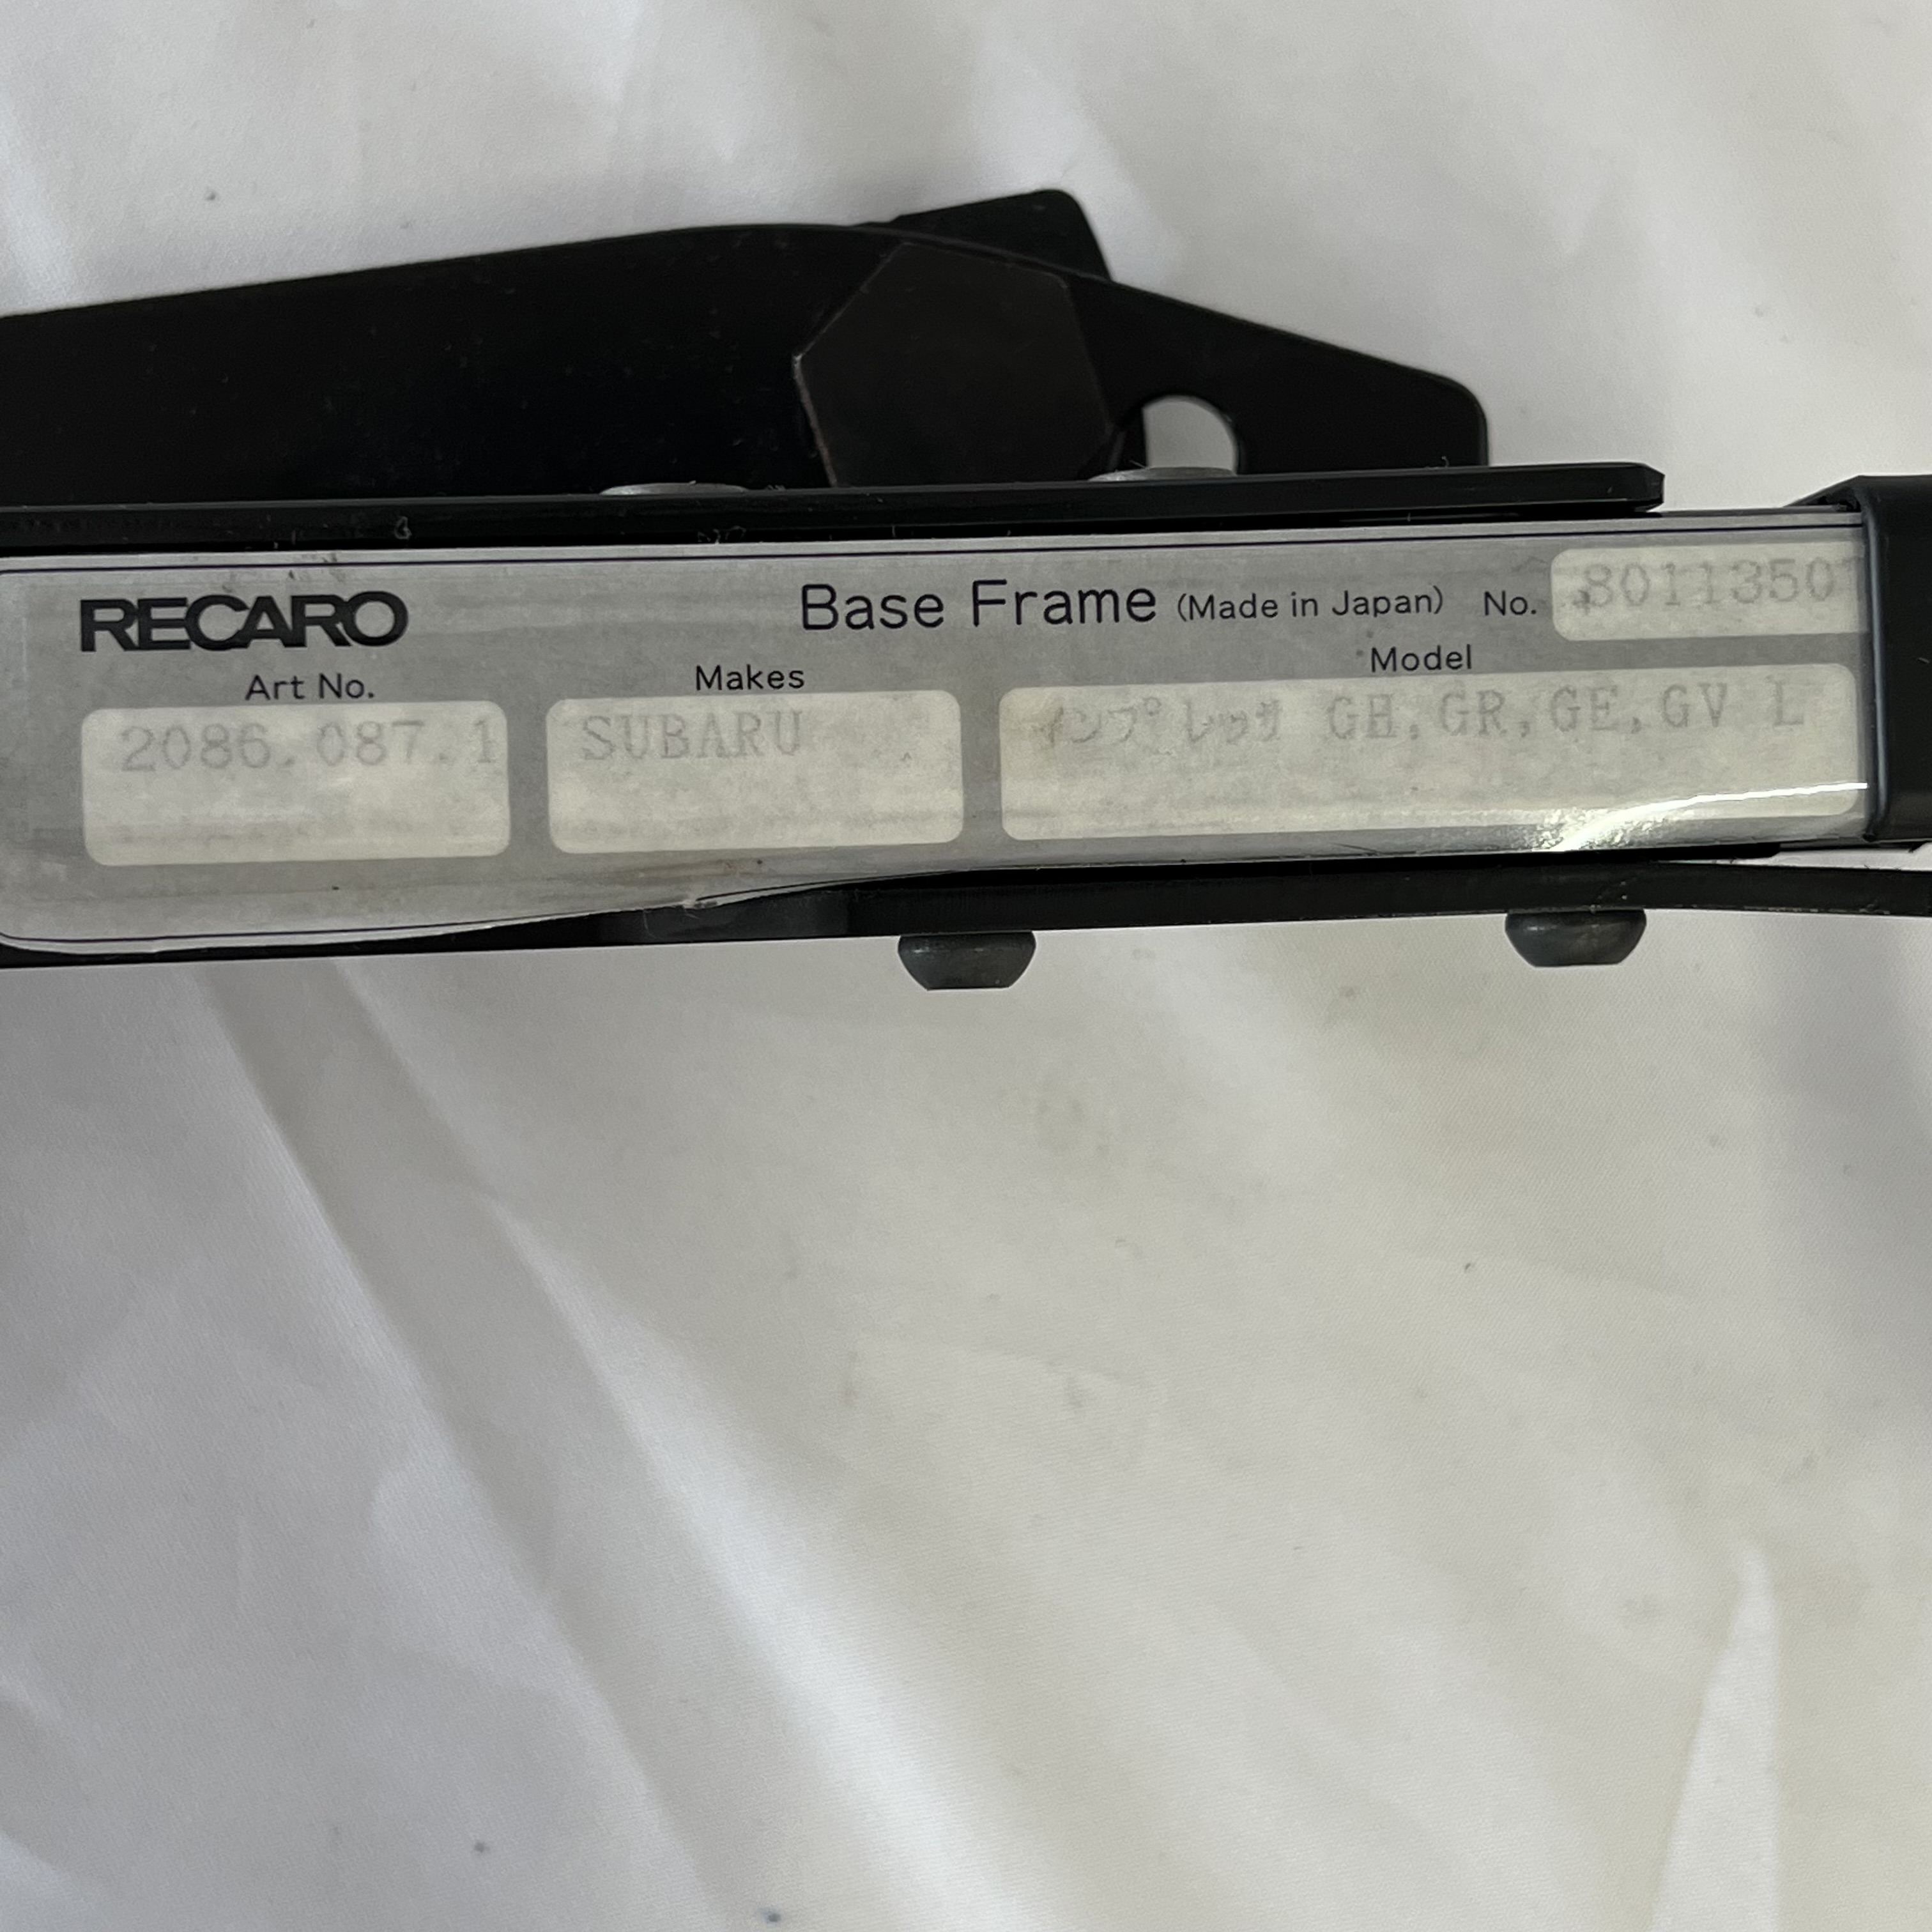 RECARO
Base Frame (Made in Japan) No. 8011350
Art No. Makes Model
2086.087.1 SUBARU インプレッサ GH,GR,GE,GV L